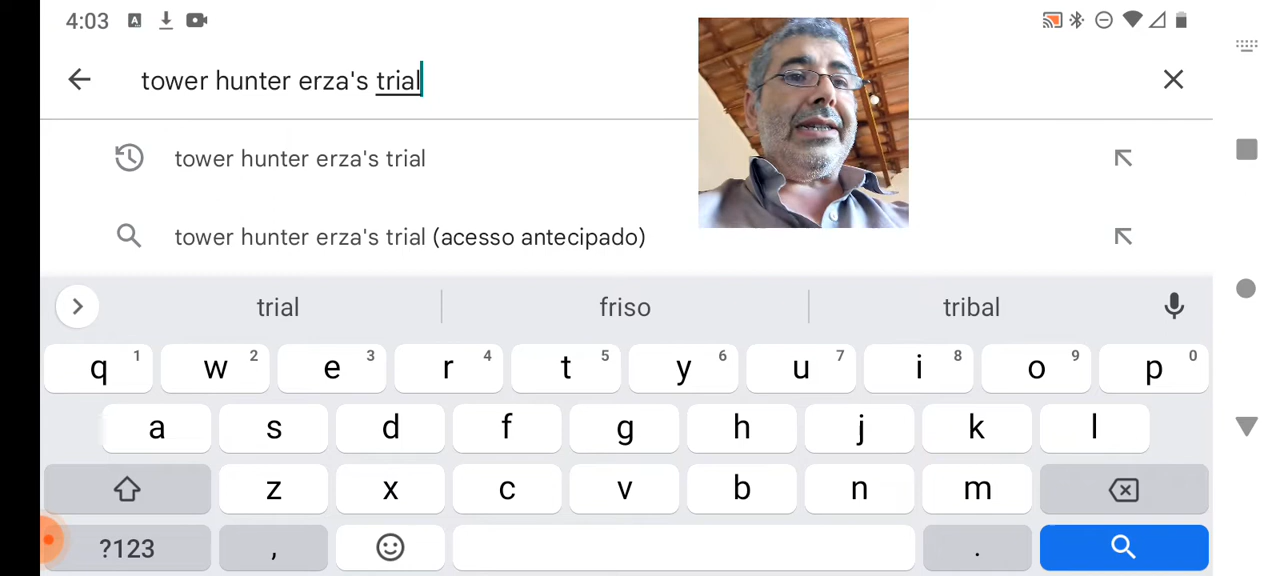 4:03
tower hunter erza's trial
tower hunter erza's trial
tower hunter erza's trial (acesso antecipado)
trial friso tribal
q 1 w 2 e 3 r 4 t 5 y 6 u 7 i 8 o 9 p 0
a s d f g h j k l
z x c v b n m
?123 , .